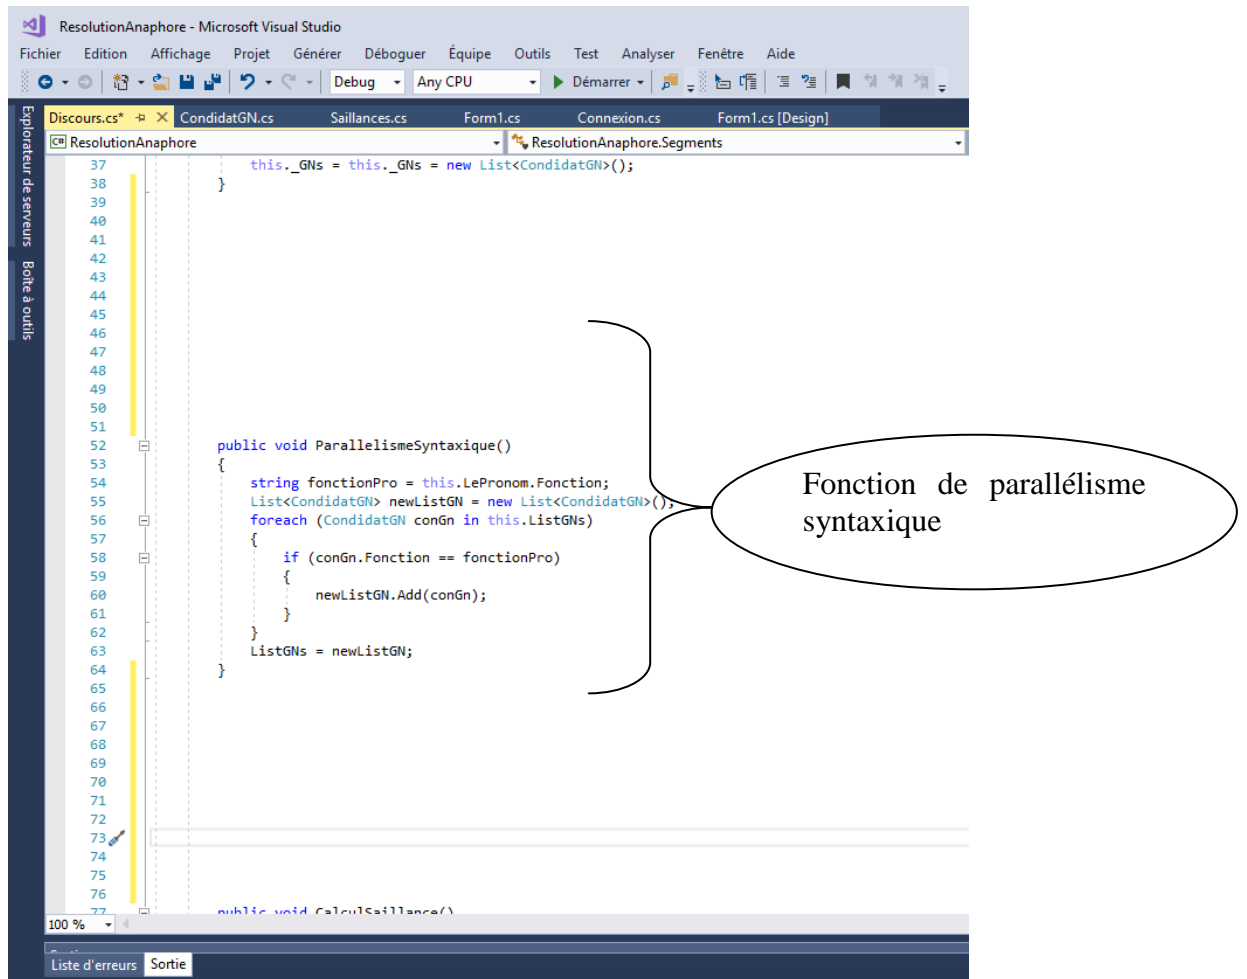 ResolutionAnaphore - Microsoft Visual Studio
Fichier Edition Affichage Projet Générer Déboguer Équipe Outils Test Analyser Fenêtre Aide
Debug Any CPU Démarrer
Explorateur de serveurs
Boîte à outils
Discours.cs* CondidatGN.cs Saillances.cs Form1.cs Connexion.cs Form1.cs [Design]
C# ResolutionAnaphore ResolutionAnaphore.Segments
37 this._GNs = this._GNs = new List<CondidatGN>();
38 }
39
40
41
42
43
44
45
46
47
48
49
50
51
52 public void ParallelismeSyntaxique()
53 {
54 string fonctionPro = this.LePronom.Fonction;
55 List<CondidatGN> newListGN = new List<CondidatGN>();
56 foreach (CondidatGN conGn in this.ListGNs)
57 {
58 if (conGn.Fonction == fonctionPro)
59 {
60 newListGN.Add(conGn);
61 }
62 }
63 ListGNs = newListGN;
64 }
65
66
67
68
69
70
71
72
73
74
75
76
77 public void CalculSaillance()
Fonction de parallélisme
syntaxique
100 %
Liste d'erreurs Sortie